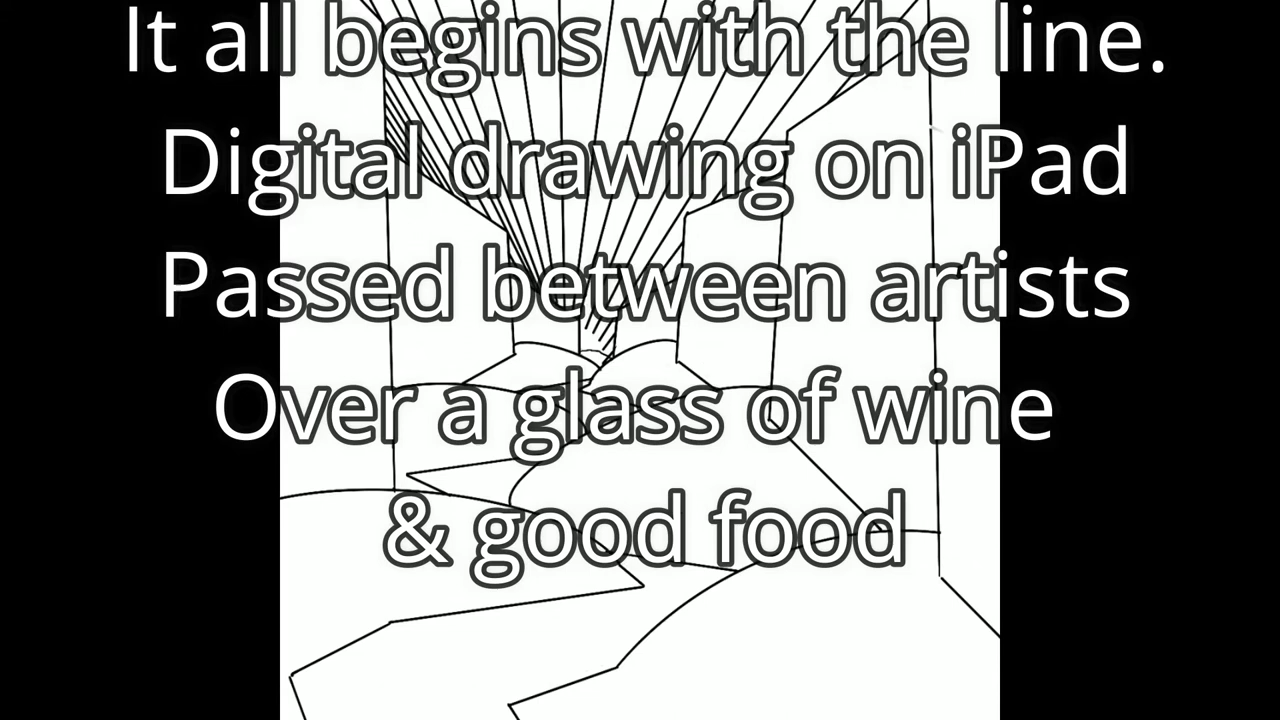 It all begins with the line.
Digital drawing on iPad
Passed between artists
Over a glass of wine
& good food